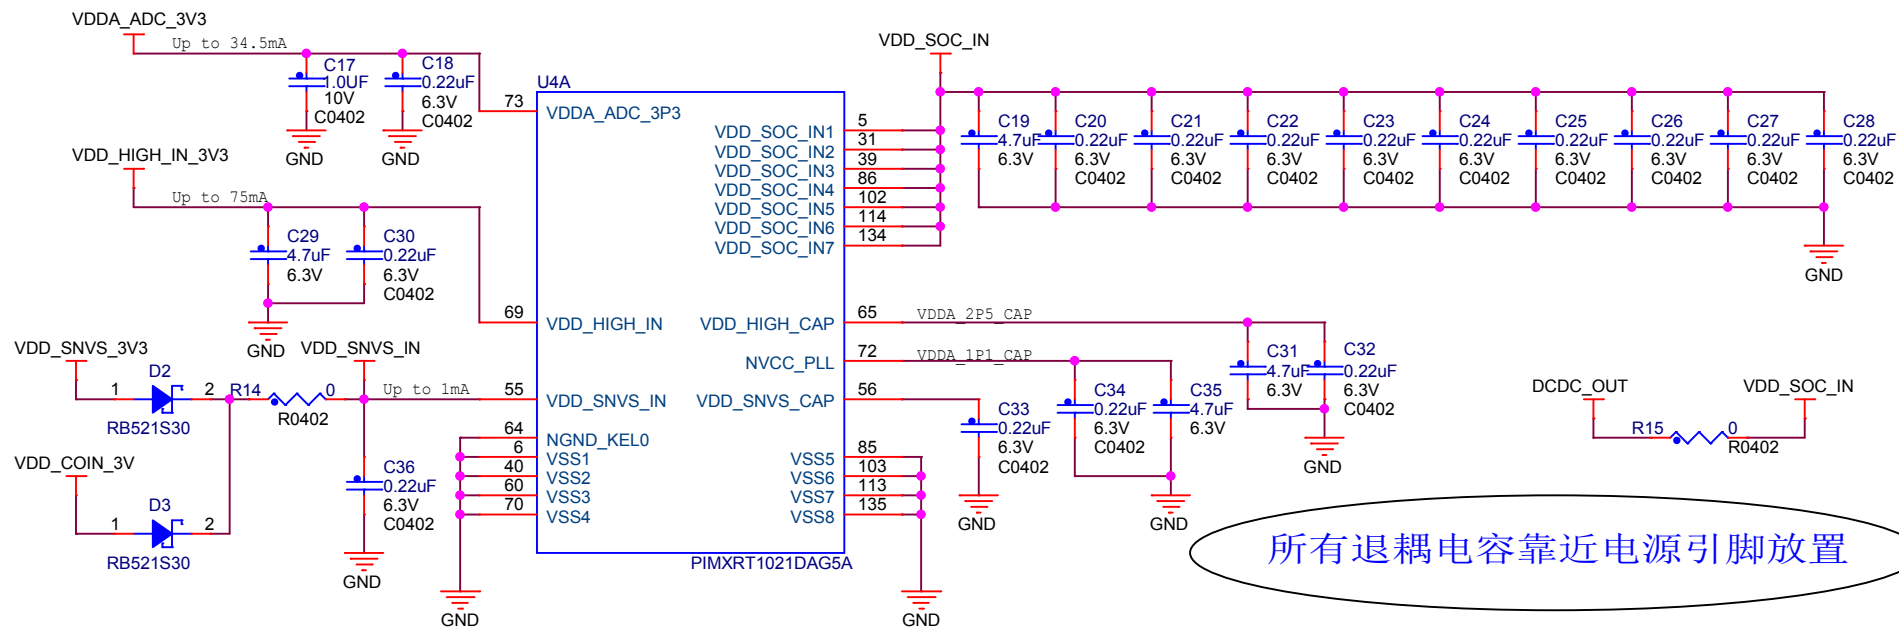 VDDA_ADC_3V3
Up to 34.5mA
C17
1.0UF
10V
C0402
GND
C18
0.22uF
6.3V
C0402
GND
VDD_HIGH_IN_3V3
Up to 75mA
C29
4.7uF
6.3V
C30
0.22uF
6.3V
C0402
GND
VDD_SNVS_3V3
1
D2
2
RB521S30
R14
0
R0402
VDD_SNVS_IN
Up to 1mA
VDD_COIN_3V
1
D3
2
RB521S30
C36
0.22uF
6.3V
C0402
GND
GND
U4A
73
VDDA_ADC_3P3
69
VDD_HIGH_IN
55
VDD_SNVS_IN
64
NGND_KEL0
6
VSS1
40
VSS2
60
VSS3
70
VSS4
VDD_SOC_IN1
5
VDD_SOC_IN2
31
VDD_SOC_IN3
39
VDD_SOC_IN4
86
VDD_SOC_IN5
102
VDD_SOC_IN6
114
VDD_SOC_IN7
134
VDD_HIGH_CAP
65
VDDA_2P5_CAP
NVCC_PLL
72
VDDA_1P1_CAP
VDD_SNVS_CAP
56
VSS5
85
VSS6
103
VSS7
113
VSS8
135
PIMXRT1021DAG5A
GND
VDD_SOC_IN
C19
4.7uF
6.3V
C20
0.22uF
6.3V
C0402
C21
0.22uF
6.3V
C0402
C22
0.22uF
6.3V
C0402
C23
0.22uF
6.3V
C0402
C24
0.22uF
6.3V
C0402
C25
0.22uF
6.3V
C0402
C26
0.22uF
6.3V
C0402
C27
0.22uF
6.3V
C0402
C28
0.22uF
6.3V
C0402
GND
C31
4.7uF
6.3V
C32
0.22uF
6.3V
C0402
GND
C33
0.22uF
6.3V
C0402
GND
C34
0.22uF
6.3V
C0402
C35
4.7uF
6.3V
GND
DCDC_OUT
R15
0
R0402
VDD_SOC_IN
所有退耦电容靠近电源引脚放置